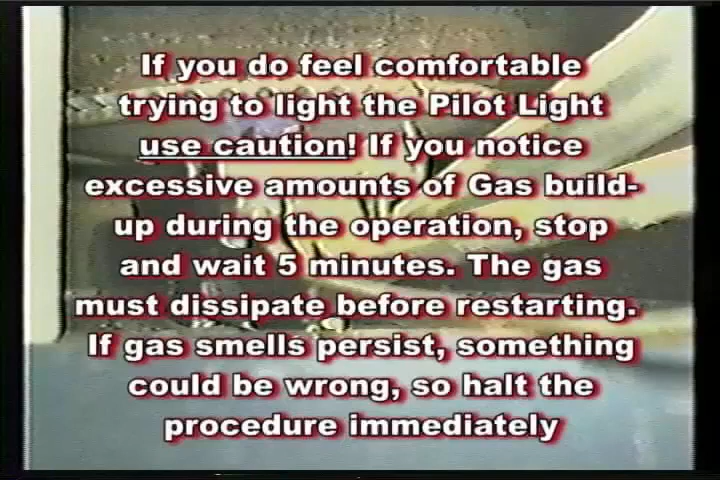 If you do feel comfortable
trying to light the Pilot Light
use caution! If you notice
excessive amounts of Gas build-
up during the operation, stop
and wait 5 minutes. The gas
must dissipate before restarting.
If gas smells persist, something
could be wrong, so halt the
procedure immediately